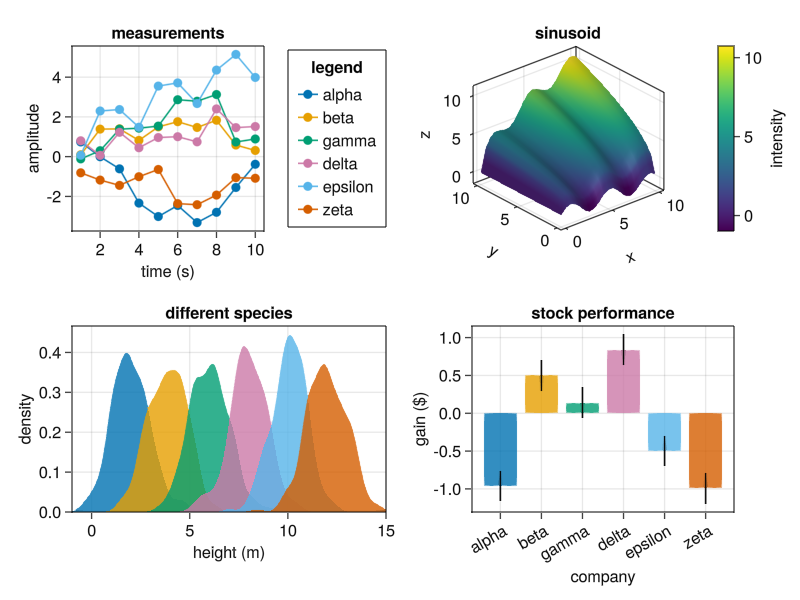 measurements
4
2
0
-2
amplitude
2 4 6 8 10
time (s)
legend
alpha
beta
gamma
delta
epsilon
zeta
sinusoid
10
5
0
z
10
5
0
y
0
5
10
x
10
5
0
intensity
different species
0.4
0.3
0.2
0.1
0.0
density
0 5 10 15
height (m)
stock performance
1.0
0.5
0.0
-0.5
-1.0
gain ($)
alpha beta gamma delta epsilon zeta
company